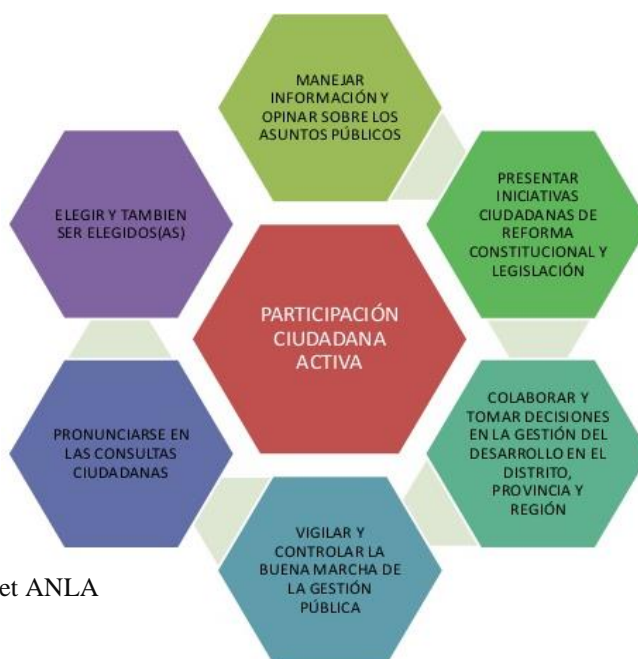 MANEJAR
INFORMACIÓN Y
OPINAR SOBRE LOS
ASUNTOS PÚBLICOS
PRESENTAR
INICIATIVAS
CIUDADANAS DE
REFORMA
CONSTITUCIONAL Y
LEGISLACIÓN
ELEGIR Y TAMBIEN
SER ELEGIDOS(AS)
PARTICIPACIÓN
CIUDADANA
ACTIVA
COLABORAR Y
TOMAR DECISIONES
EN LA GESTIÓN DEL
DESARROLLO EN EL
DISTRITO,
PROVINCIA Y
REGIÓN
PRONUNCIARSE EN
LAS CONSULTAS
CIUDADANAS
VIGILAR Y
CONTROLAR LA
BUENA MARCHA DE
LA GESTIÓN
PÚBLICA
et ANLA